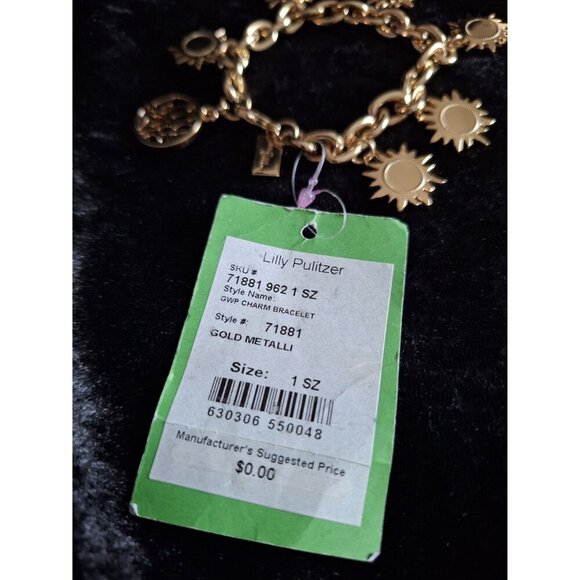 Lilly Pulitzer
SKU #
71881 962 1 SZ
Style Name:
GWP CHARM BRACELET
Style #: 71881
GOLD METALLI
Size: 1 SZ
630306 550048
Manufacturer's Suggested Price
$0.00